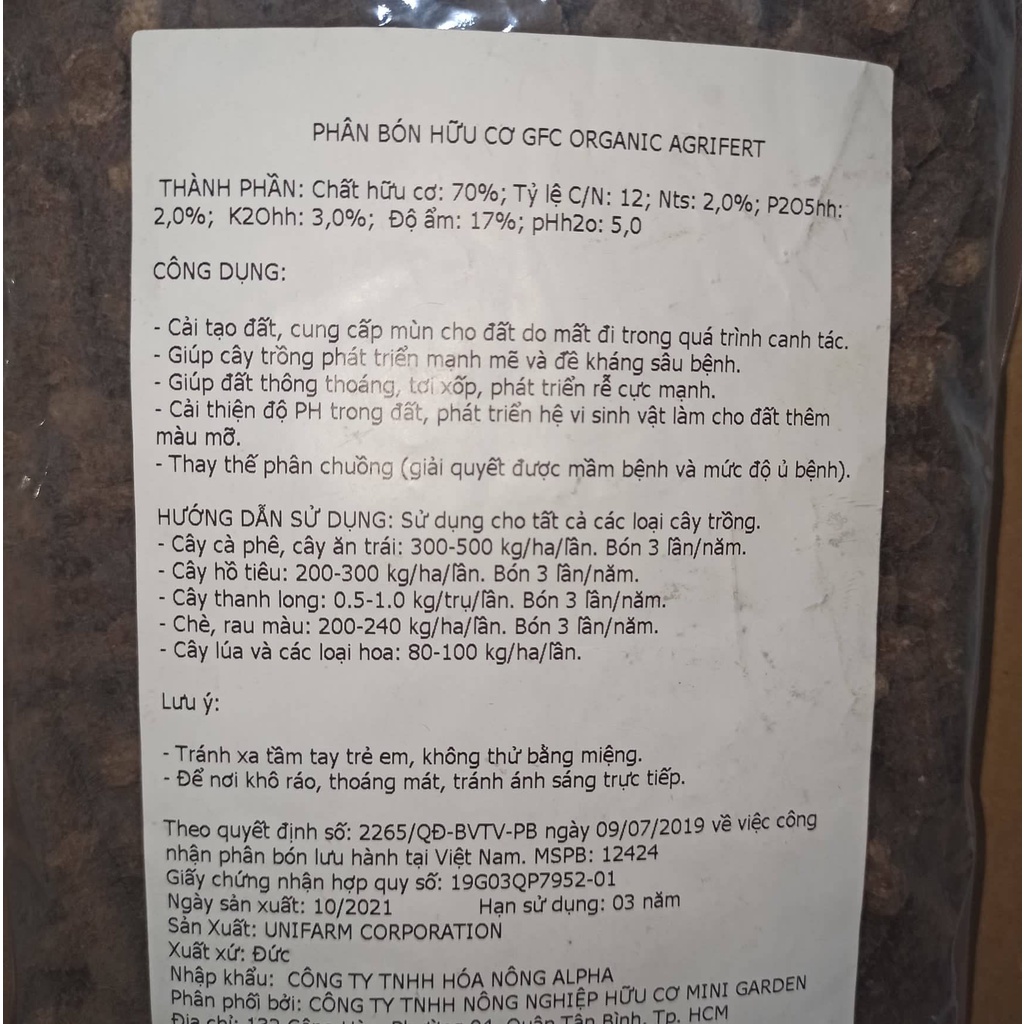 PHÂN BÓN HỮU CƠ GFC ORGANIC AGRIFERT
THÀNH PHẦN: Chất hữu cơ: 70%; Tỷ lệ C/N: 12; Nts: 2,0%; P2O5hh:
2,0%; K2Ohh: 3,0%; Độ ẩm: 17%; pHh2o: 5,0
CÔNG DỤNG:
- Cải tạo đất, cung cấp mùn cho đất do mất đi trong quá trình canh tác.
- Giúp cây trồng phát triển mạnh mẽ và đề kháng sâu bệnh.
- Giúp đất thông thoáng, tơi xốp, phát triển rễ cực mạnh.
- Cải thiện độ PH trong đất, phát triển hệ vi sinh vật làm cho đất thêm
màu mỡ.
- Thay thế phân chuồng (giải quyết được mầm bệnh và mức độ ủ bệnh).
HƯỚNG DẪN SỬ DỤNG: Sử dụng cho tất cả các loại cây trồng.
- Cây cà phê, cây ăn trái: 300-500 kg/ha/lần. Bón 3 lần/năm.
- Cây hồ tiêu: 200-300 kg/ha/lần. Bón 3 lần/năm.
- Cây thanh long: 0.5-1.0 kg/trụ/lần. Bón 3 lần/năm.
- Chè, rau màu: 200-240 kg/ha/lần. Bón 3 lần/năm.
- Cây lúa và các loại hoa: 80-100 kg/ha/lần.
Lưu ý:
- Tránh xa tầm tay trẻ em, không thử bằng miệng.
- Để nơi khô ráo, thoáng mát, tránh ánh sáng trực tiếp.
Theo quyết định số: 2265/QĐ-BVTV-PB ngày 09/07/2019 về việc công
nhận phân bón lưu hành tại Việt Nam. MSPB: 12424
Giấy chứng nhận hợp quy số: 19G03QP7952-01
Ngày sản xuất: 10/2021 Hạn sử dụng: 03 năm
Sản Xuất: UNIFARM CORPORATION
Xuất xứ: Đức
Nhập khẩu: CÔNG TY TNHH HÓA NÔNG ALPHA
Phân phối bởi: CÔNG TY TNHH NÔNG NGHIỆP HỮU CƠ MINI GARDEN
Địa chỉ: Quận Tân Bình, Tp. HCM